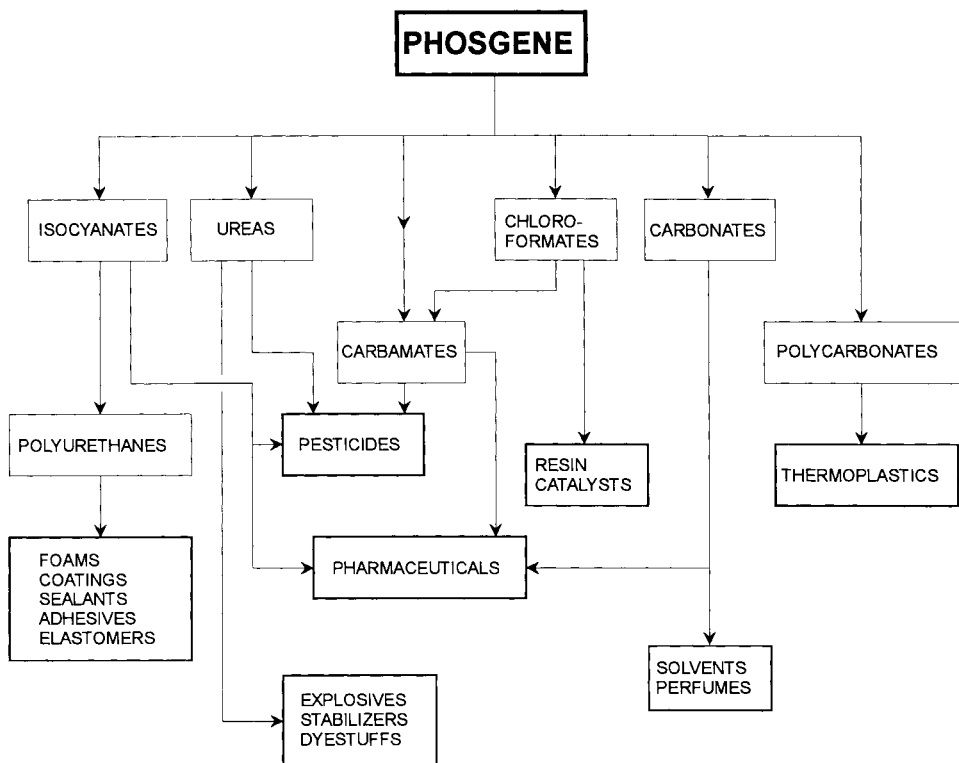 PHOSGENE
ISOCYANATES
UREAS
CHLORO-
FORMATES
CARBONATES
CARBAMATES
POLYCARBONATES
POLYURETHANES
PESTICIDES
RESIN
CATALYSTS
THERMOPLASTICS
FOAMS
COATINGS
SEALANTS
ADHESIVES
ELASTOMERS
PHARMACEUTICALS
SOLVENTS
PERFUMES
EXPLOSIVES
STABILIZERS
DYESTUFFS